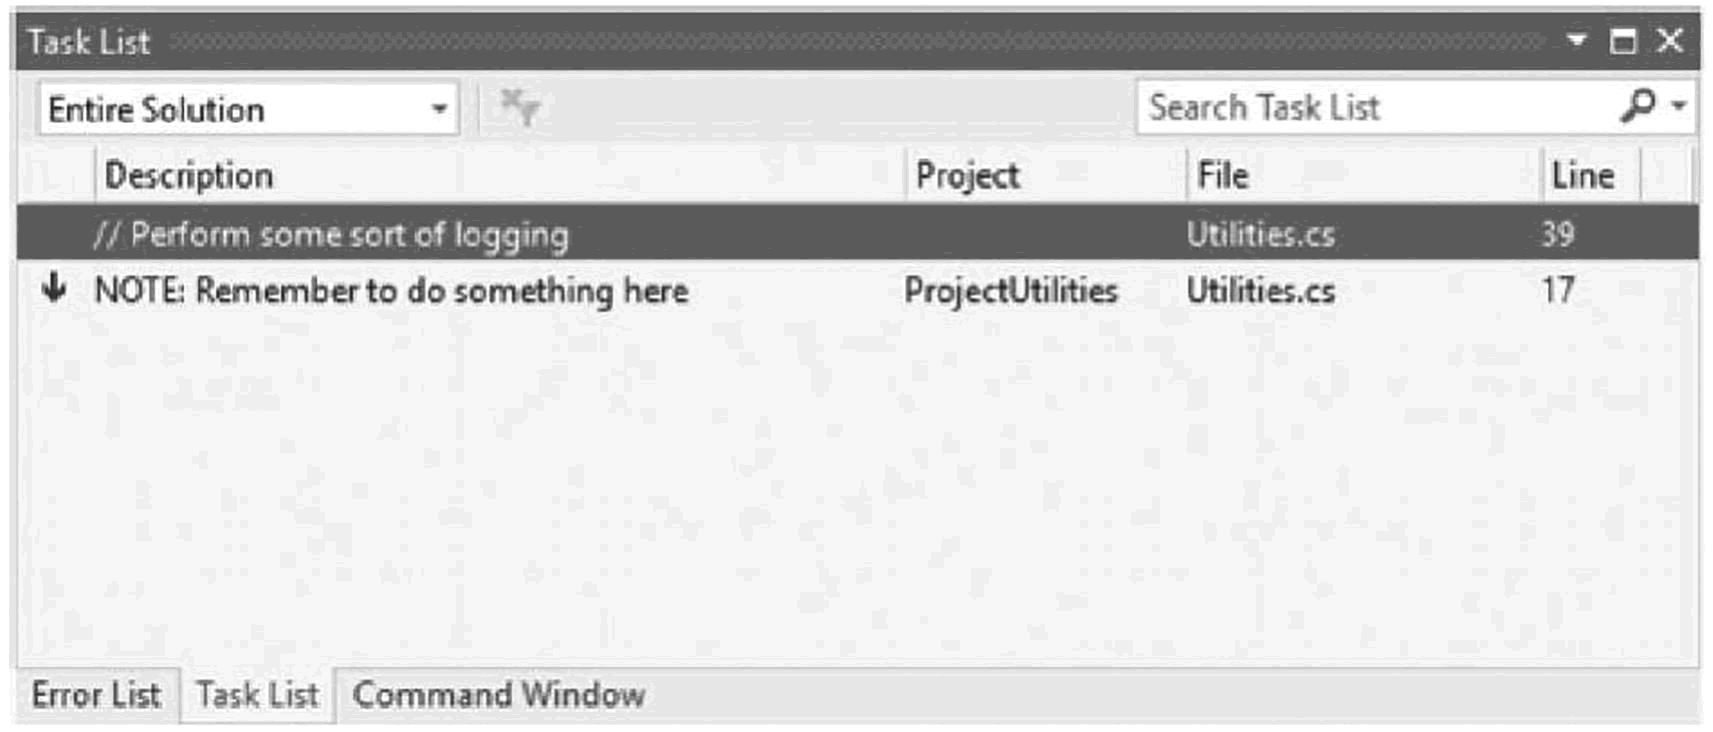 Task List
Entire Solution Search Task List
Description Project File Line
// Perform some sort of logging Utilities.cs 39
NOTE: Remember to do something here ProjectUtilities Utilities.cs 17
Error List Task List Command Window